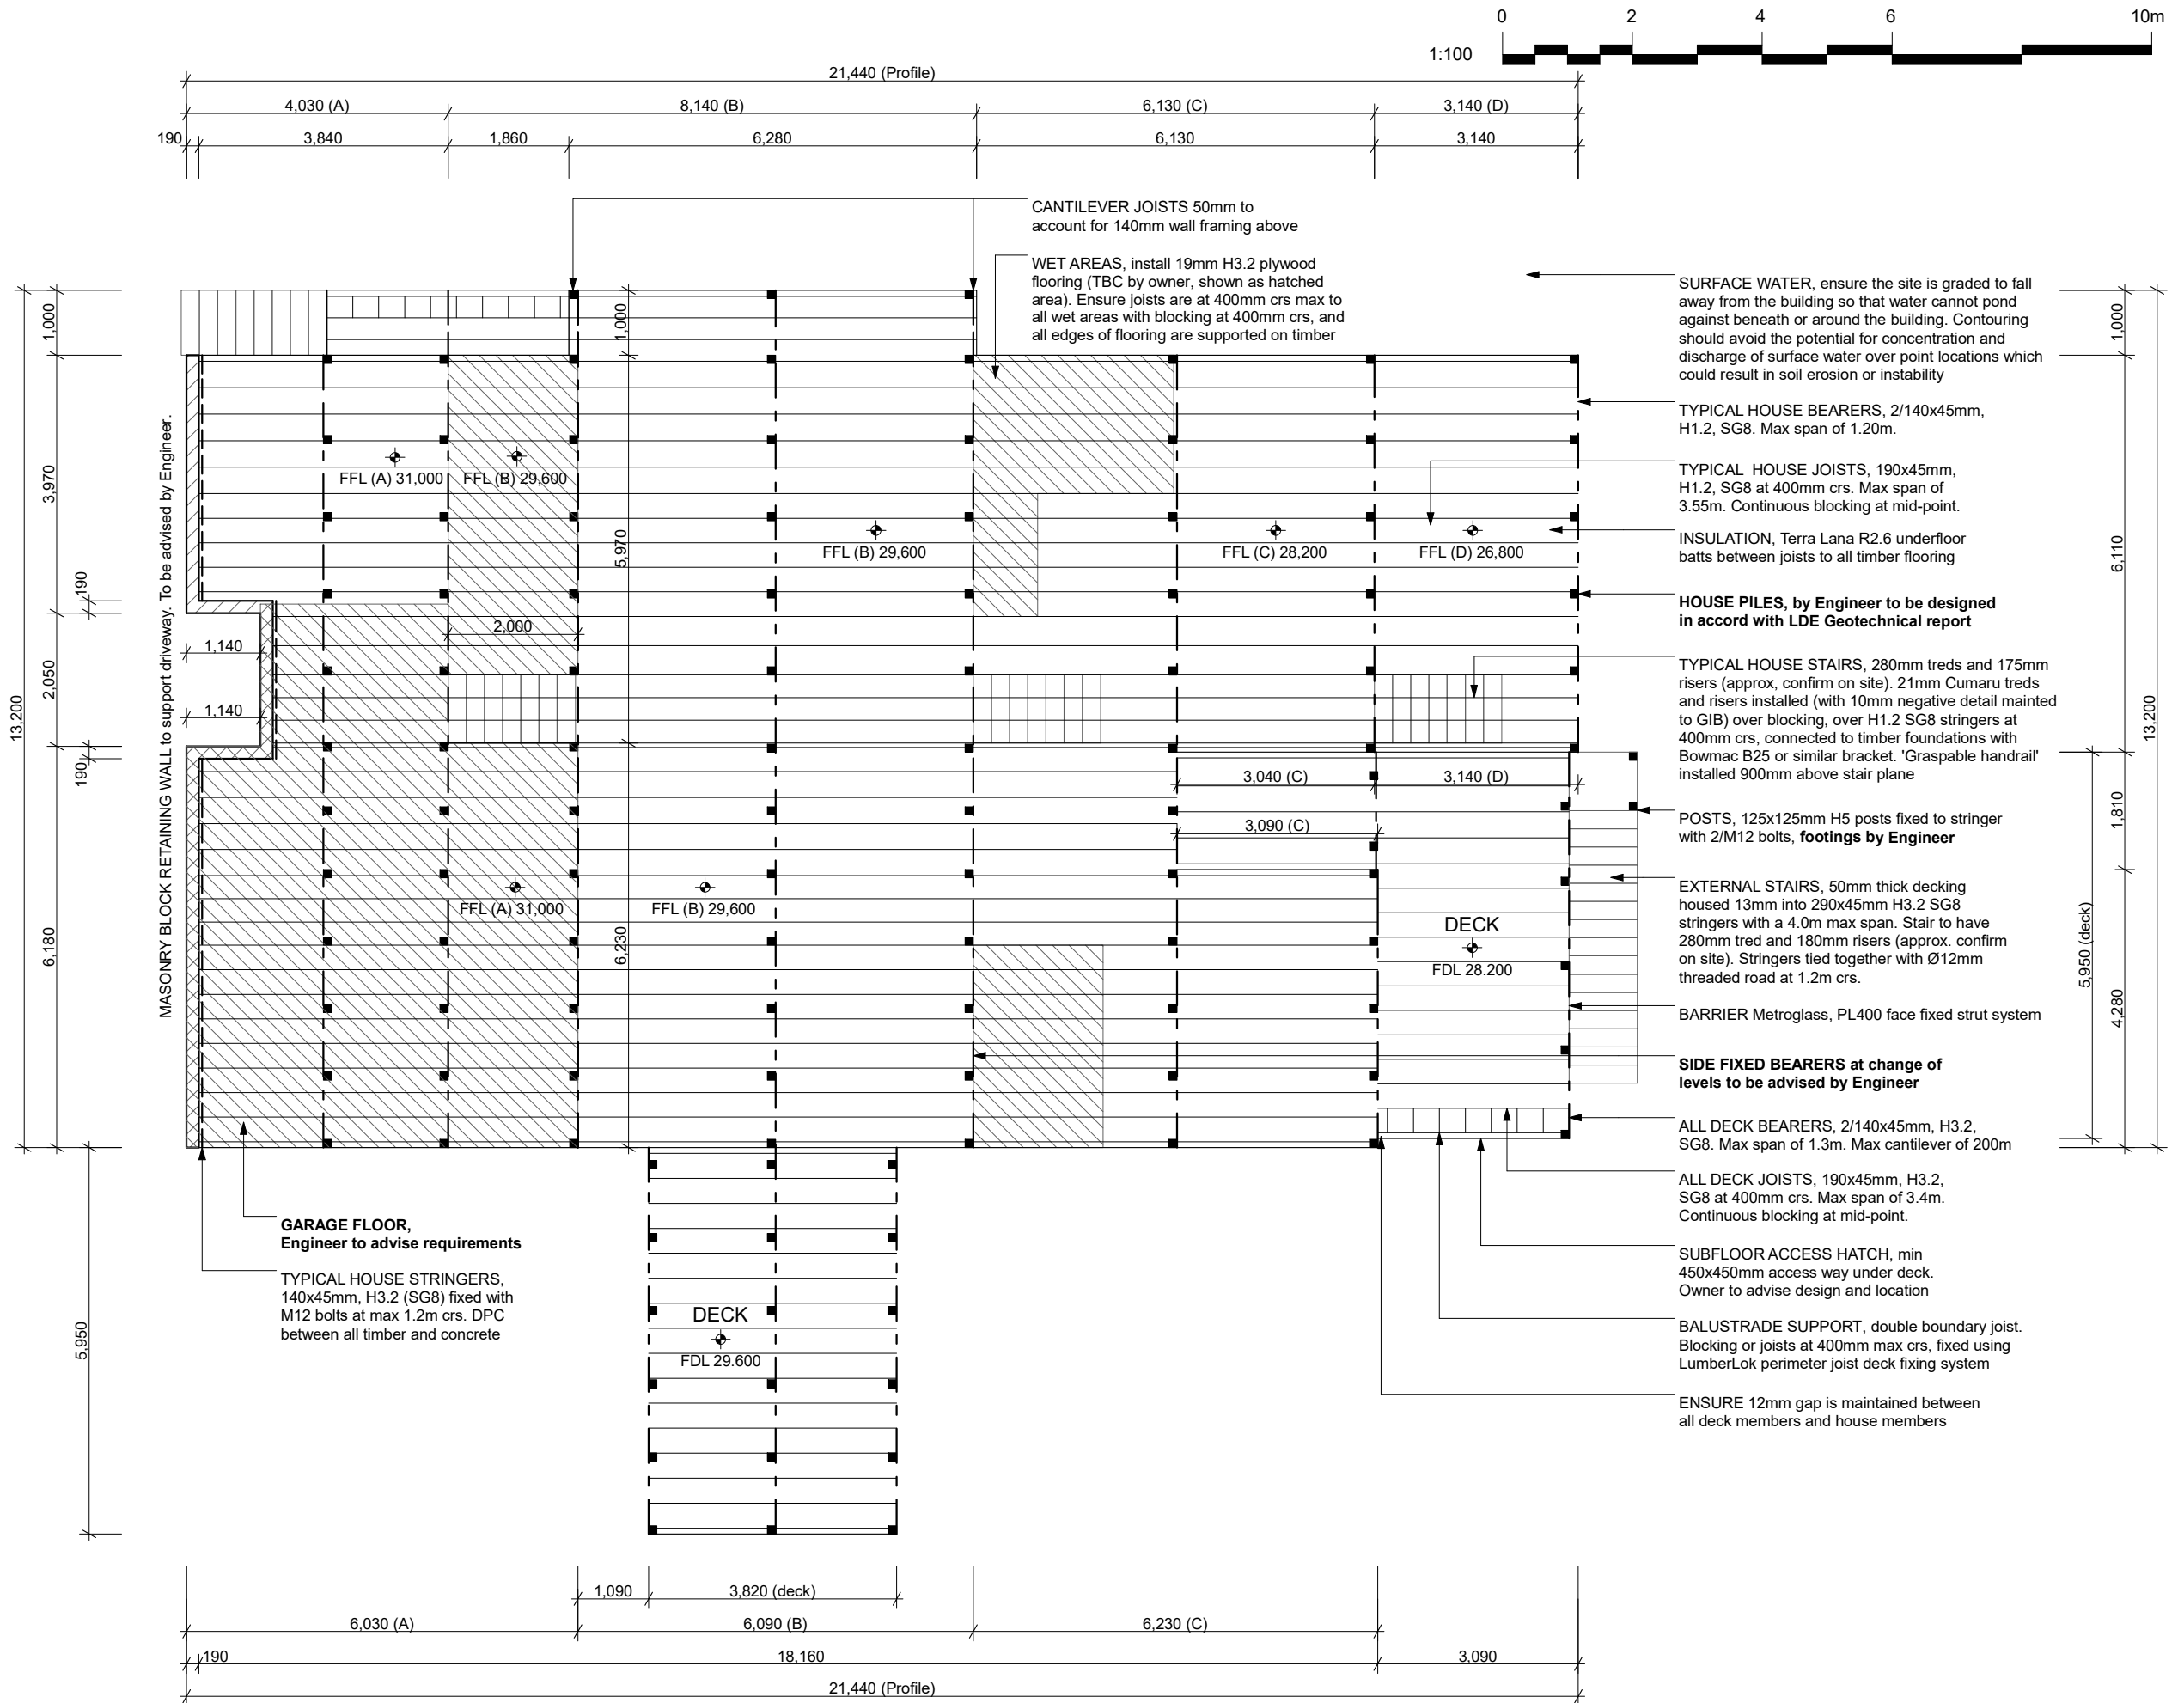 0 2 4 6 10m
1:100
21,440 (Profile)
4,030 (A) 8,140 (B) 6,130 (C) 3,140 (D)
190 3,840 1,860 6,280 6,130 3,140
CANTILEVER JOISTS 50mm to
account for 140mm wall framing above
WET AREAS, install 19mm H3.2 plywood
flooring (TBC by owner, shown as hatched
area). Ensure joists are at 400mm crs max to
all wet areas with blocking at 400mm crs, and
all edges of flooring are supported on timber
SURFACE WATER, ensure the site is graded to fall
away from the building so that water cannot pond
against beneath or around the building. Contouring
should avoid the potential for concentration and
discharge of surface water over point locations which
could result in soil erosion or instability
TYPICAL HOUSE BEARERS, 2/140x45mm,
H1.2, SG8. Max span of 1.20m.
TYPICAL HOUSE JOISTS, 190x45mm,
H1.2, SG8 at 400mm crs. Max span of
3.55m. Continuous blocking at mid-point.
INSULATION, Terra Lana R2.6 underfloor
batts between joists to all timber flooring
HOUSE PILES, by Engineer to be designed
in accord with LDE Geotechnical report
TYPICAL HOUSE STAIRS, 280mm treds and 175mm
risers (approx, confirm on site). 21mm Cumaru treds
and risers installed (with 10mm negative detail mainted
to GIB) over blocking, over H1.2 SG8 stringers at
400mm crs, connected to timber foundations with
Bowmac B25 or similar bracket. 'Graspable handrail'
installed 900mm above stair plane
POSTS, 125x125mm H5 posts fixed to stringer
with 2/M12 bolts, footings by Engineer
EXTERNAL STAIRS, 50mm thick decking
housed 13mm into 290x45mm H3.2 SG8
stringers with a 4.0m max span. Stair to have
280mm tred and 180mm risers (approx. confirm
on site). Stringers tied together with Ø12mm
threaded road at 1.2m crs.
BARRIER Metroglass, PL400 face fixed strut system
SIDE FIXED BEARERS at change of
levels to be advised by Engineer
ALL DECK BEARERS, 2/140x45mm, H3.2,
SG8. Max span of 1.3m. Max cantilever of 200m
ALL DECK JOISTS, 190x45mm, H3.2,
SG8 at 400mm crs. Max span of 3.4m.
Continuous blocking at mid-point.
SUBFLOOR ACCESS HATCH, min
450x450mm access way under deck.
Owner to advise design and location
BALUSTRADE SUPPORT, double boundary joist.
Blocking or joists at 400mm max crs, fixed using
LumberLok perimeter joist deck fixing system
ENSURE 12mm gap is maintained between
all deck members and house members
13,200
1,000
3,970
190
2,050
190
6,180
5,950
MASONRY BLOCK RETAINING WALL to support driveway. To be advised by Engineer.
1,000
5,970
6,230
FFL (A) 31,000 FFL (B) 29,600
FFL (B) 29,600 FFL (C) 28,200 FFL (D) 26,800
2,000
1,140
1,140
3,040 (C) 3,140 (D)
3,090 (C)
FFL (A) 31,000 FFL (B) 29,600
DECK
FDL 28.200
1,000
6,110
13,200
1,810
5,950 (deck)
4,280
GARAGE FLOOR,
Engineer to advise requirements
TYPICAL HOUSE STRINGERS,
140x45mm, H3.2 (SG8) fixed with
M12 bolts at max 1.2m crs. DPC
between all timber and concrete
DECK
FDL 29.600
1,090 3,820 (deck)
6,030 (A) 6,090 (B) 6,230 (C)
190 18,160 3,090
21,440 (Profile)